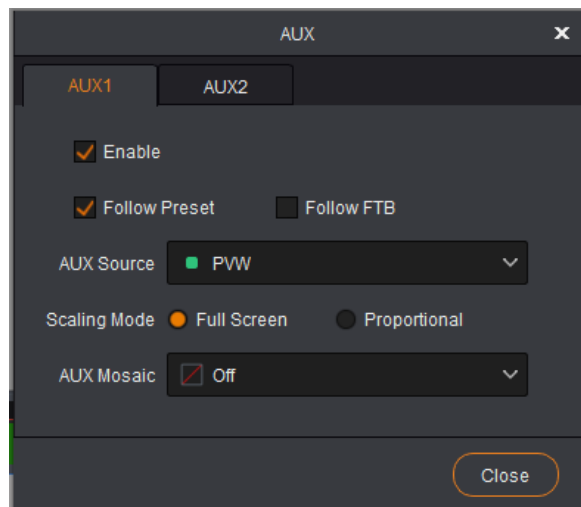 AUX
AUX1 AUX2
Enable
Follow Preset Follow FTB
AUX Source PVW
Scaling Mode Full Screen Proportional
AUX Mosaic Off
Close